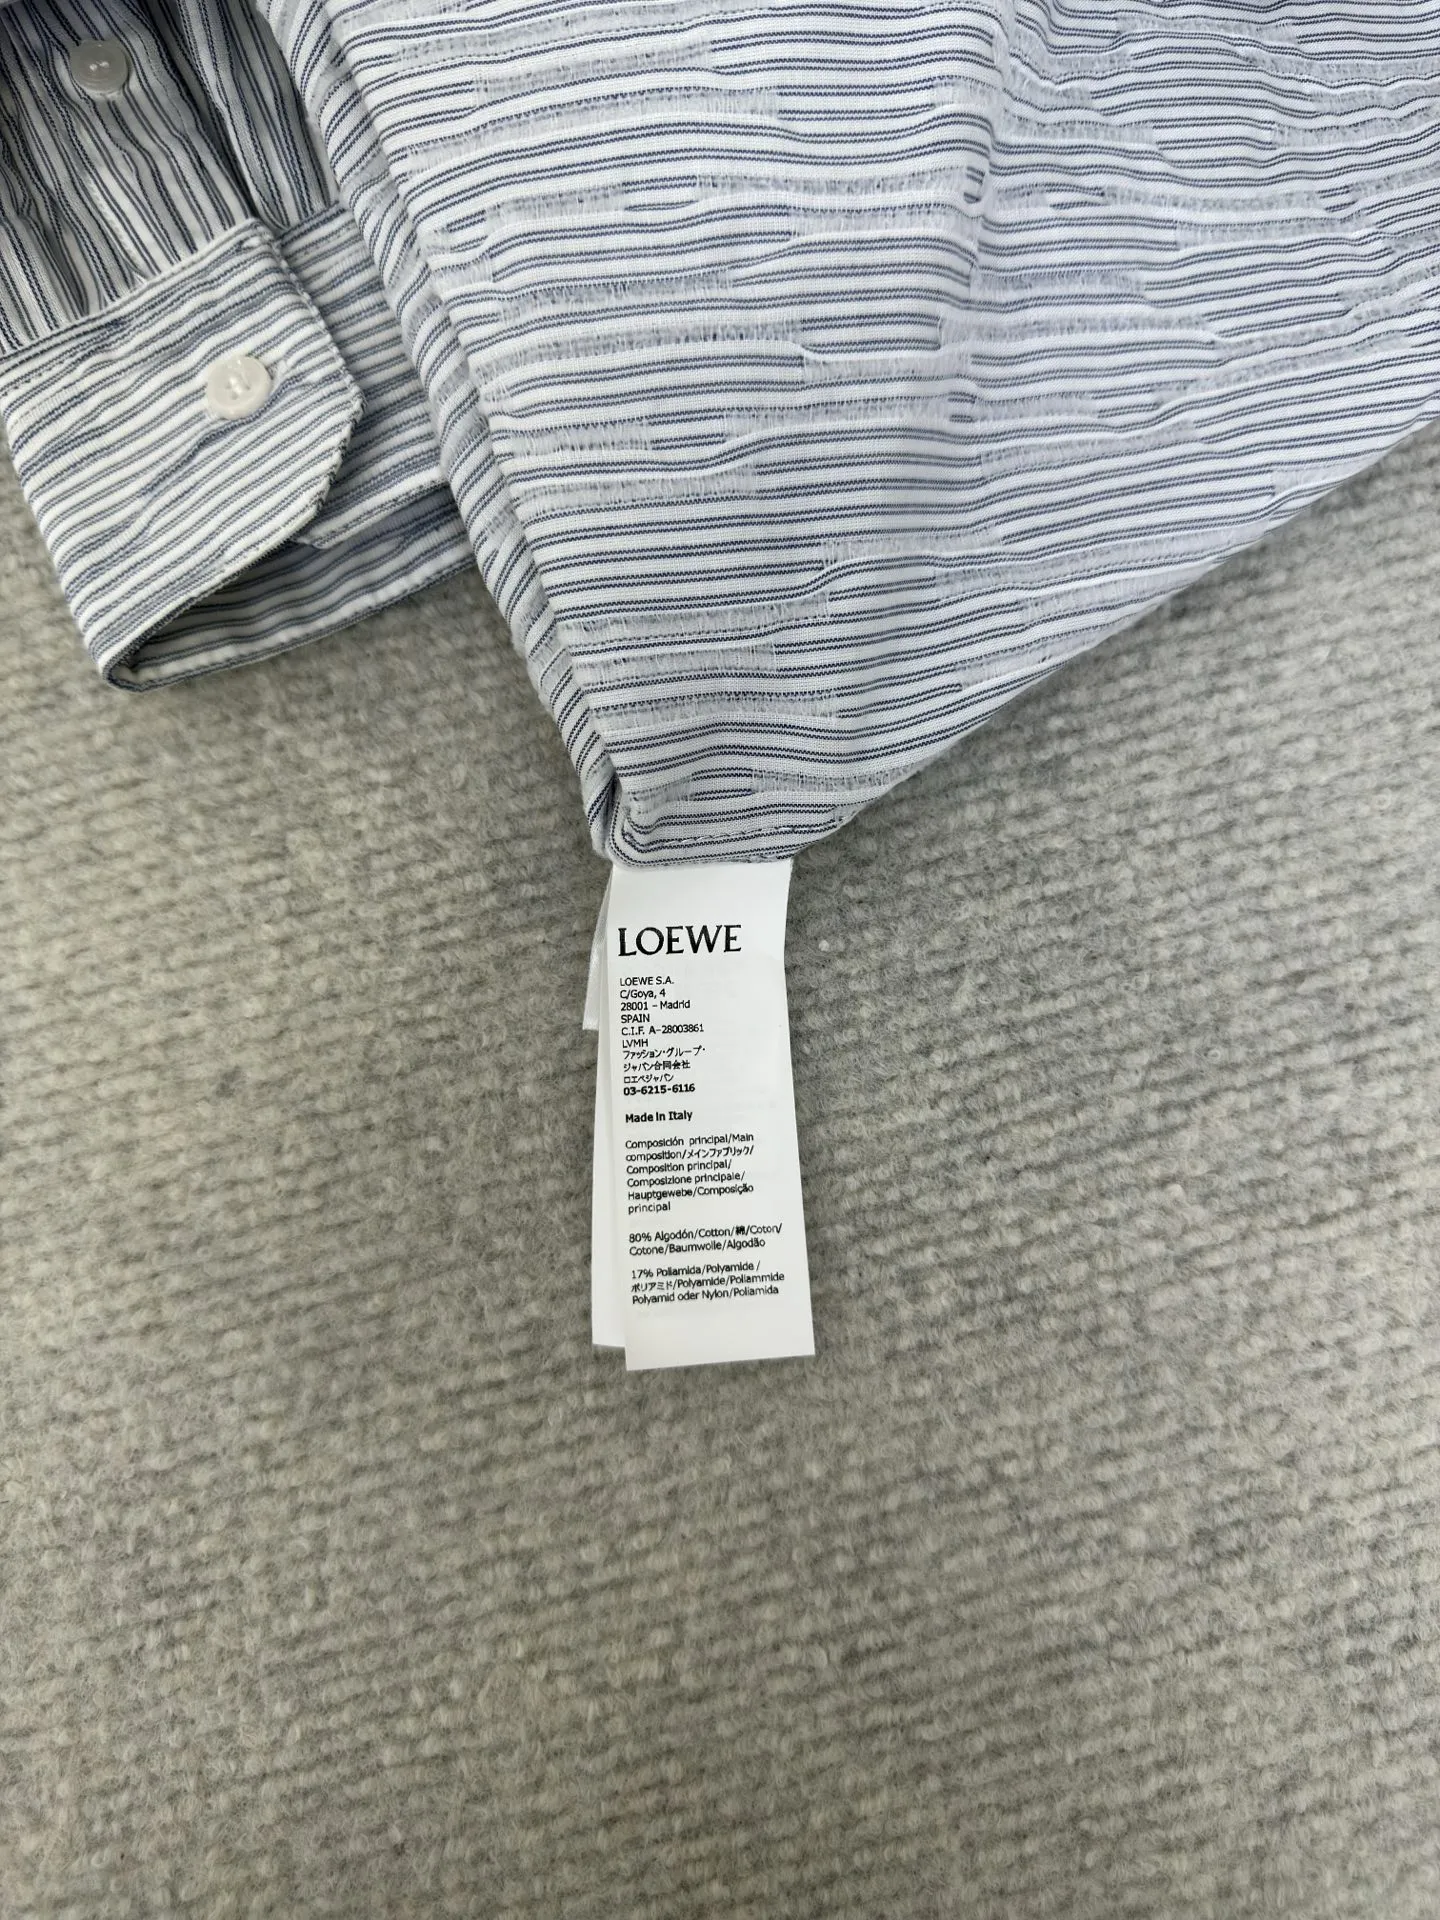 LOEWE
LOEWE S.A.
C/Goya, 4
28001 - Madrid
SPAIN
C.I.F. A-28003861
LVMH
ファッション・グループ・
ジャパン合同会社
ロエベジャパン
03-6215-6116
Made in Italy
Composición principal/Main
composition/メインファブリック/
Composition principal/
Composizione principale/
Hauptgewebe/Composição
principal
80% Algodón/Cotton/綿/Coton/
Cotone/Baumwolle/Algodão
17% Poliamida/Polyamide /
ポリアミド/Polyamide/Poliammide
Polyamid oder Nylon/Poliamida